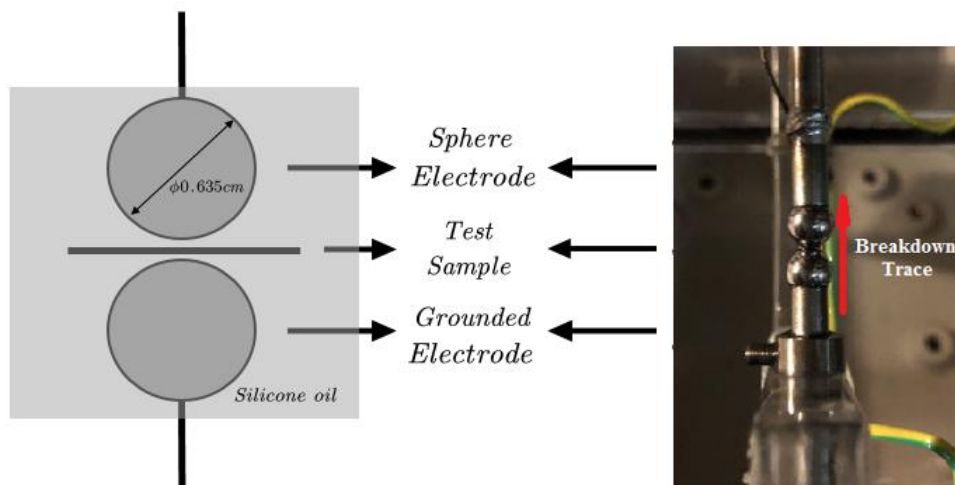 ϕ0.635cm
Silicone oil
Sphere
Electrode
Test
Sample
Grounded
Electrode
Breakdown
Trace